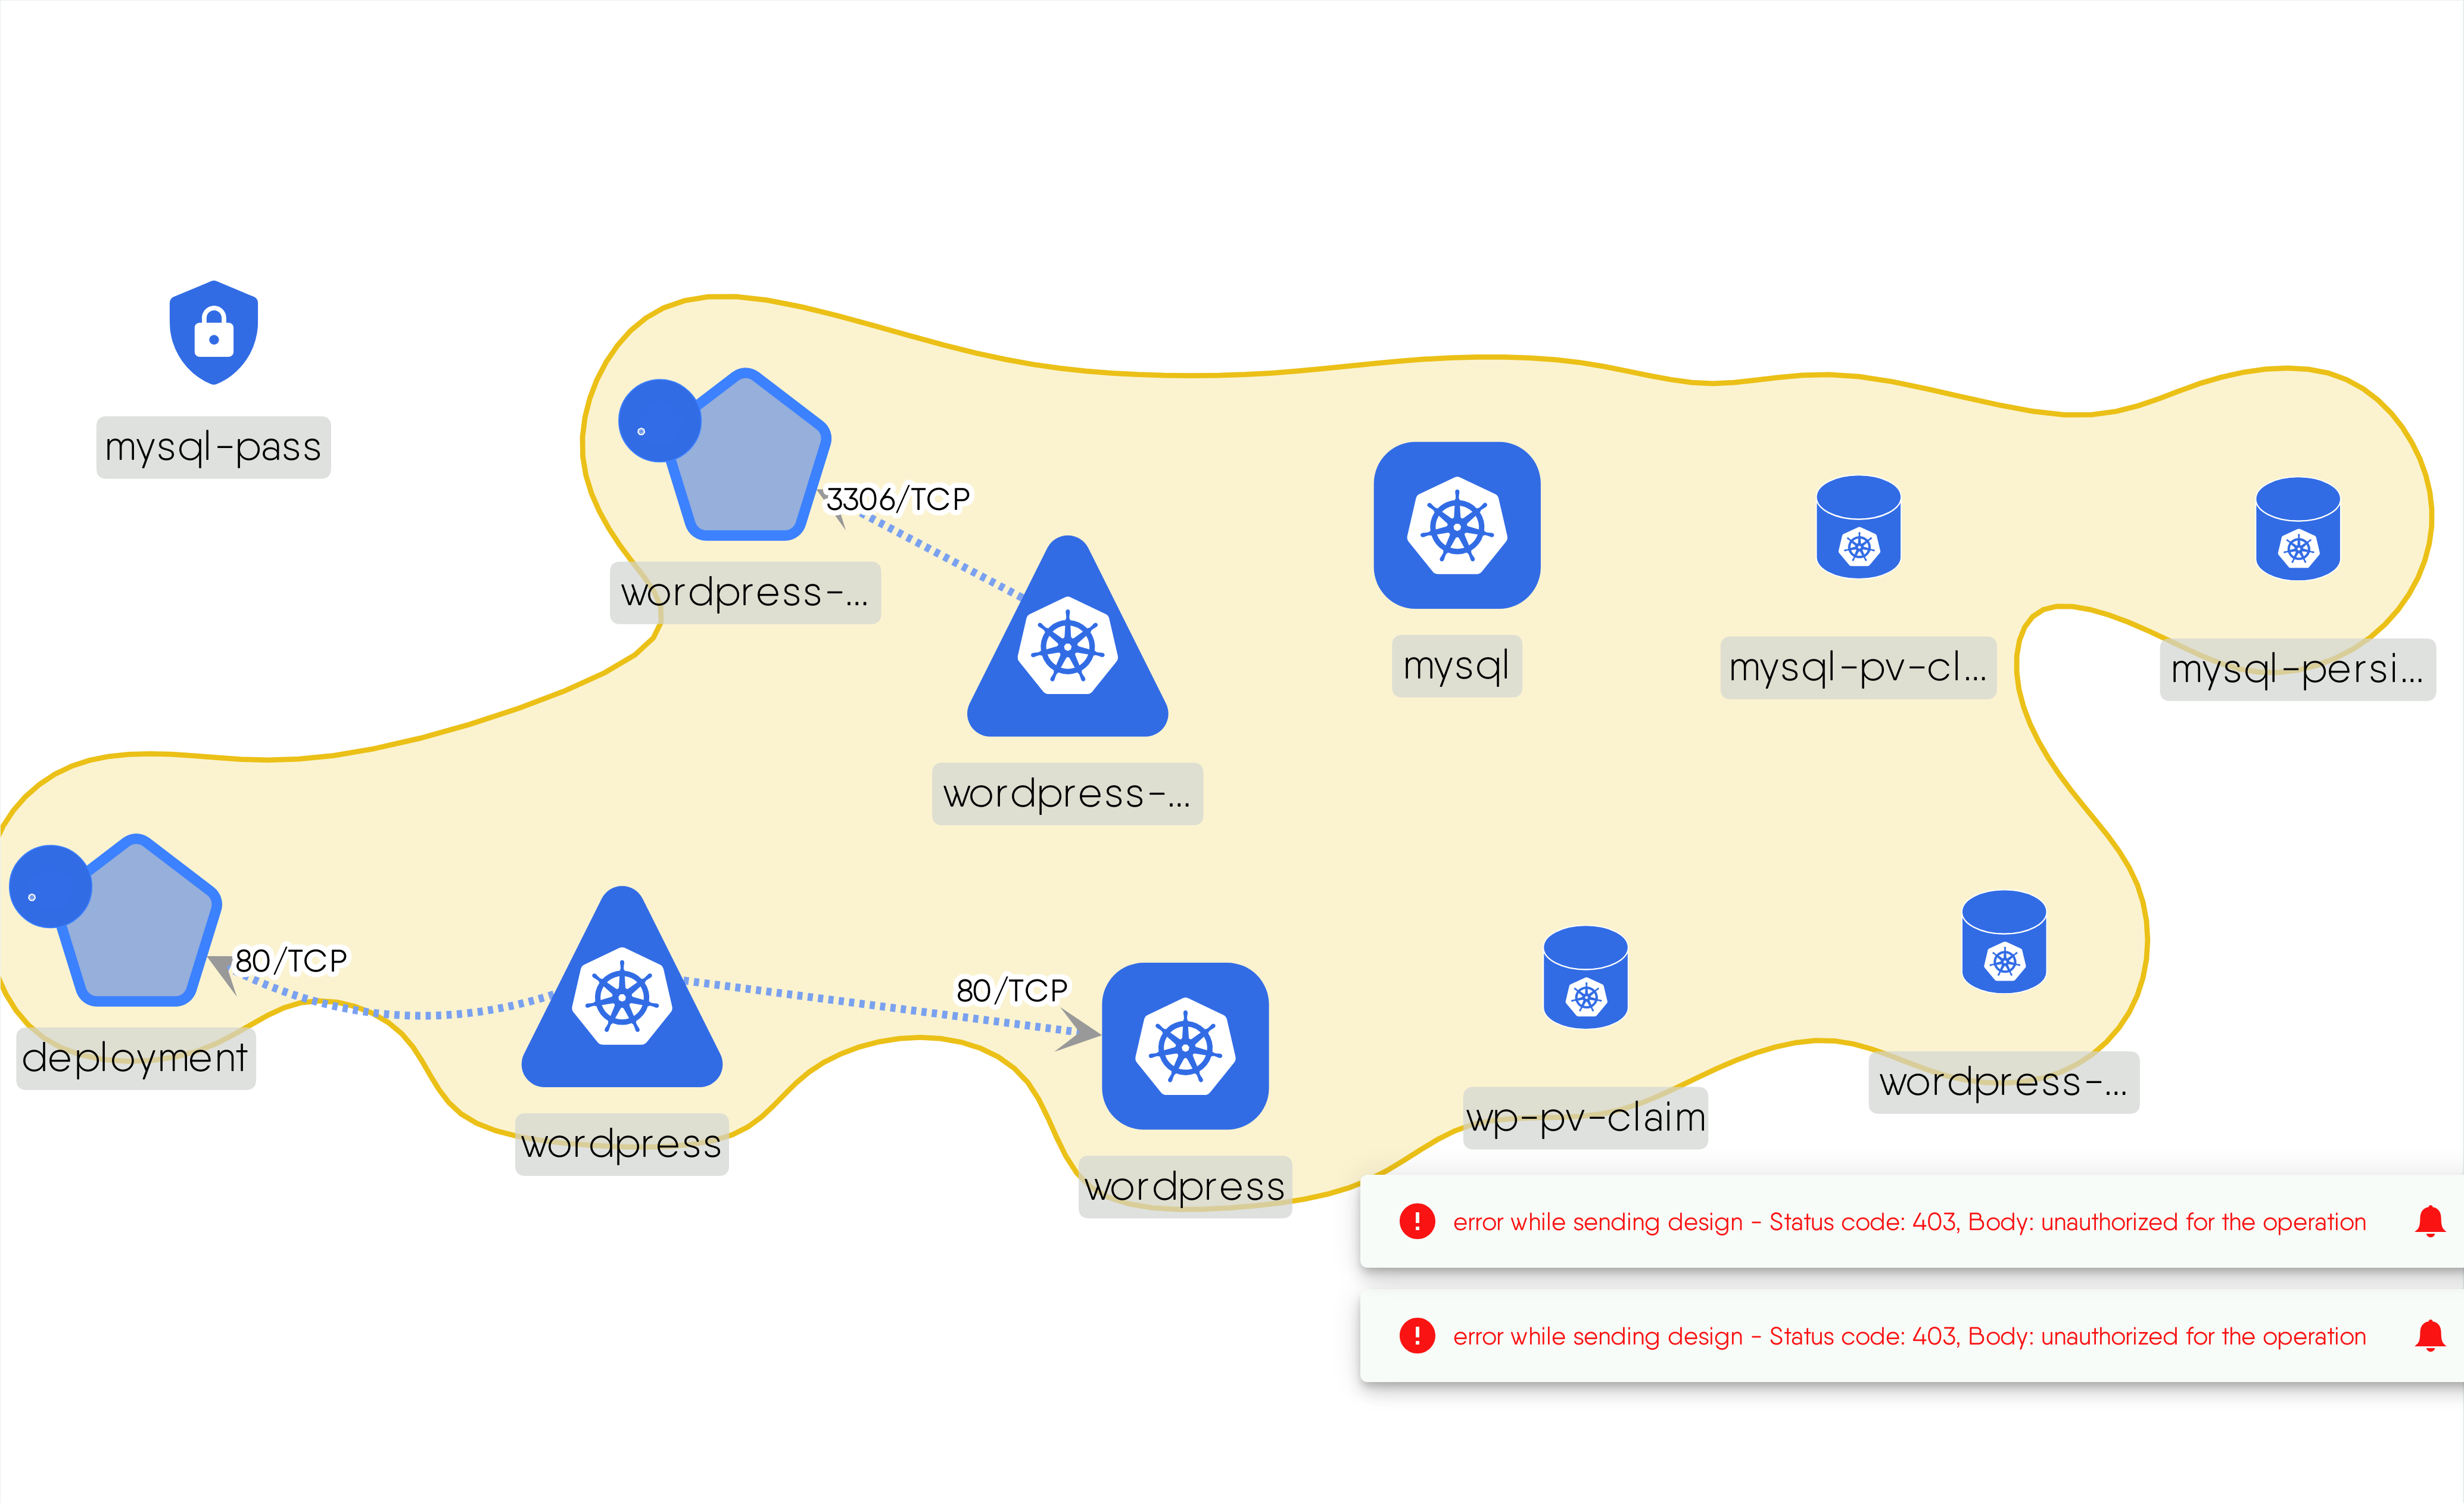 mysql-pass
3306/TCP
wordpress-...
wordpress-...
mysql
mysql-pv-cl...
mysql-persi...
80/TCP
deployment
wordpress
80/TCP
wordpress
wp-pv-claim
wordpress-...
error while sending design - Status code: 403, Body: unauthorized for the operation
error while sending design - Status code: 403, Body: unauthorized for the operation